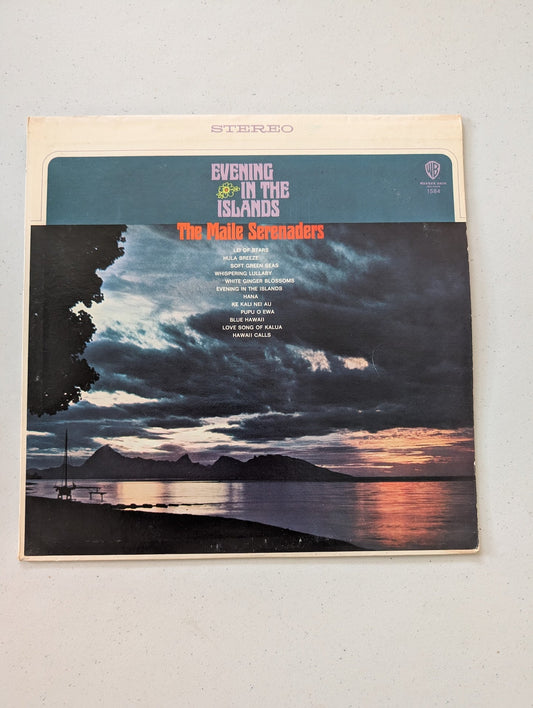 STEREO
EVENING
IN THE
ISLANDS
WB
WARNER BROS
1584
The Maile Serenaders
LEI OF STARS
HULA BREEZE
SOFT GREEN SEAS
WHISPERING LULLABY
WHITE GINGER BLOSSOMS
EVENING IN THE ISLANDS
HANA
KE KALI NEI AU
PUPU O EWA
BLUE HAWAII
LOVE SONG OF KALUA
HAWAII CALLS